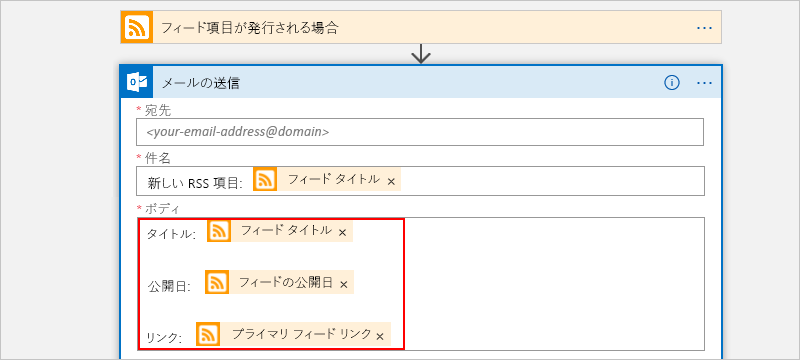 フィード項目が発行される場合 ...
メールの送信 ...
* 宛先
<your-email-address@domain>
* 件名
新しい RSS 項目: フィード タイトル ×
* ボディ
タイトル: フィード タイトル ×
公開日: フィードの公開日 ×
リンク: プライマリ フィード リンク ×